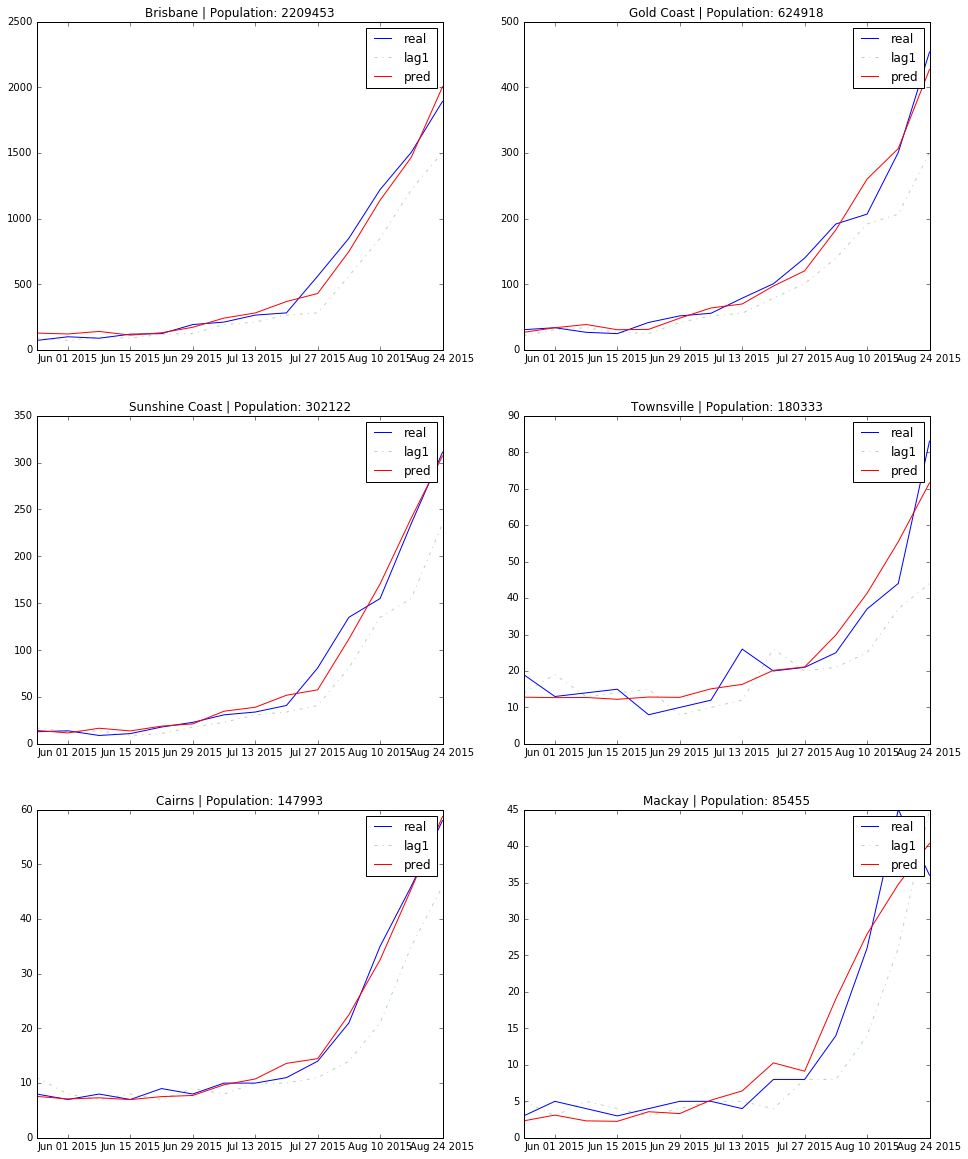 Brisbane | Population: 2209453
2500
2000
1500
1000
500
0
real
lag1
pred
Jun 01 2015 Jun 15 2015 Jun 29 2015 Jul 13 2015 Jul 27 2015 Aug 10 2015 Aug 24 2015
Gold Coast | Population: 624918
500
400
300
200
100
0
real
lag1
pred
Jun 01 2015 Jun 15 2015 Jun 29 2015 Jul 13 2015 Jul 27 2015 Aug 10 2015 Aug 24 2015
Sunshine Coast | Population: 302122
350
300
250
200
150
100
50
0
real
lag1
pred
Jun 01 2015 Jun 15 2015 Jun 29 2015 Jul 13 2015 Jul 27 2015 Aug 10 2015 Aug 24 2015
Townsville | Population: 180333
90
80
70
60
50
40
30
20
10
0
real
lag1
pred
Jun 01 2015 Jun 15 2015 Jun 29 2015 Jul 13 2015 Jul 27 2015 Aug 10 2015 Aug 24 2015
Cairns | Population: 147993
60
50
40
30
20
10
0
real
lag1
pred
Jun 01 2015 Jun 15 2015 Jun 29 2015 Jul 13 2015 Jul 27 2015 Aug 10 2015 Aug 24 2015
Mackay | Population: 85455
45
40
35
30
25
20
15
10
5
0
real
lag1
pred
Jun 01 2015 Jun 15 2015 Jun 29 2015 Jul 13 2015 Jul 27 2015 Aug 10 2015 Aug 24 2015